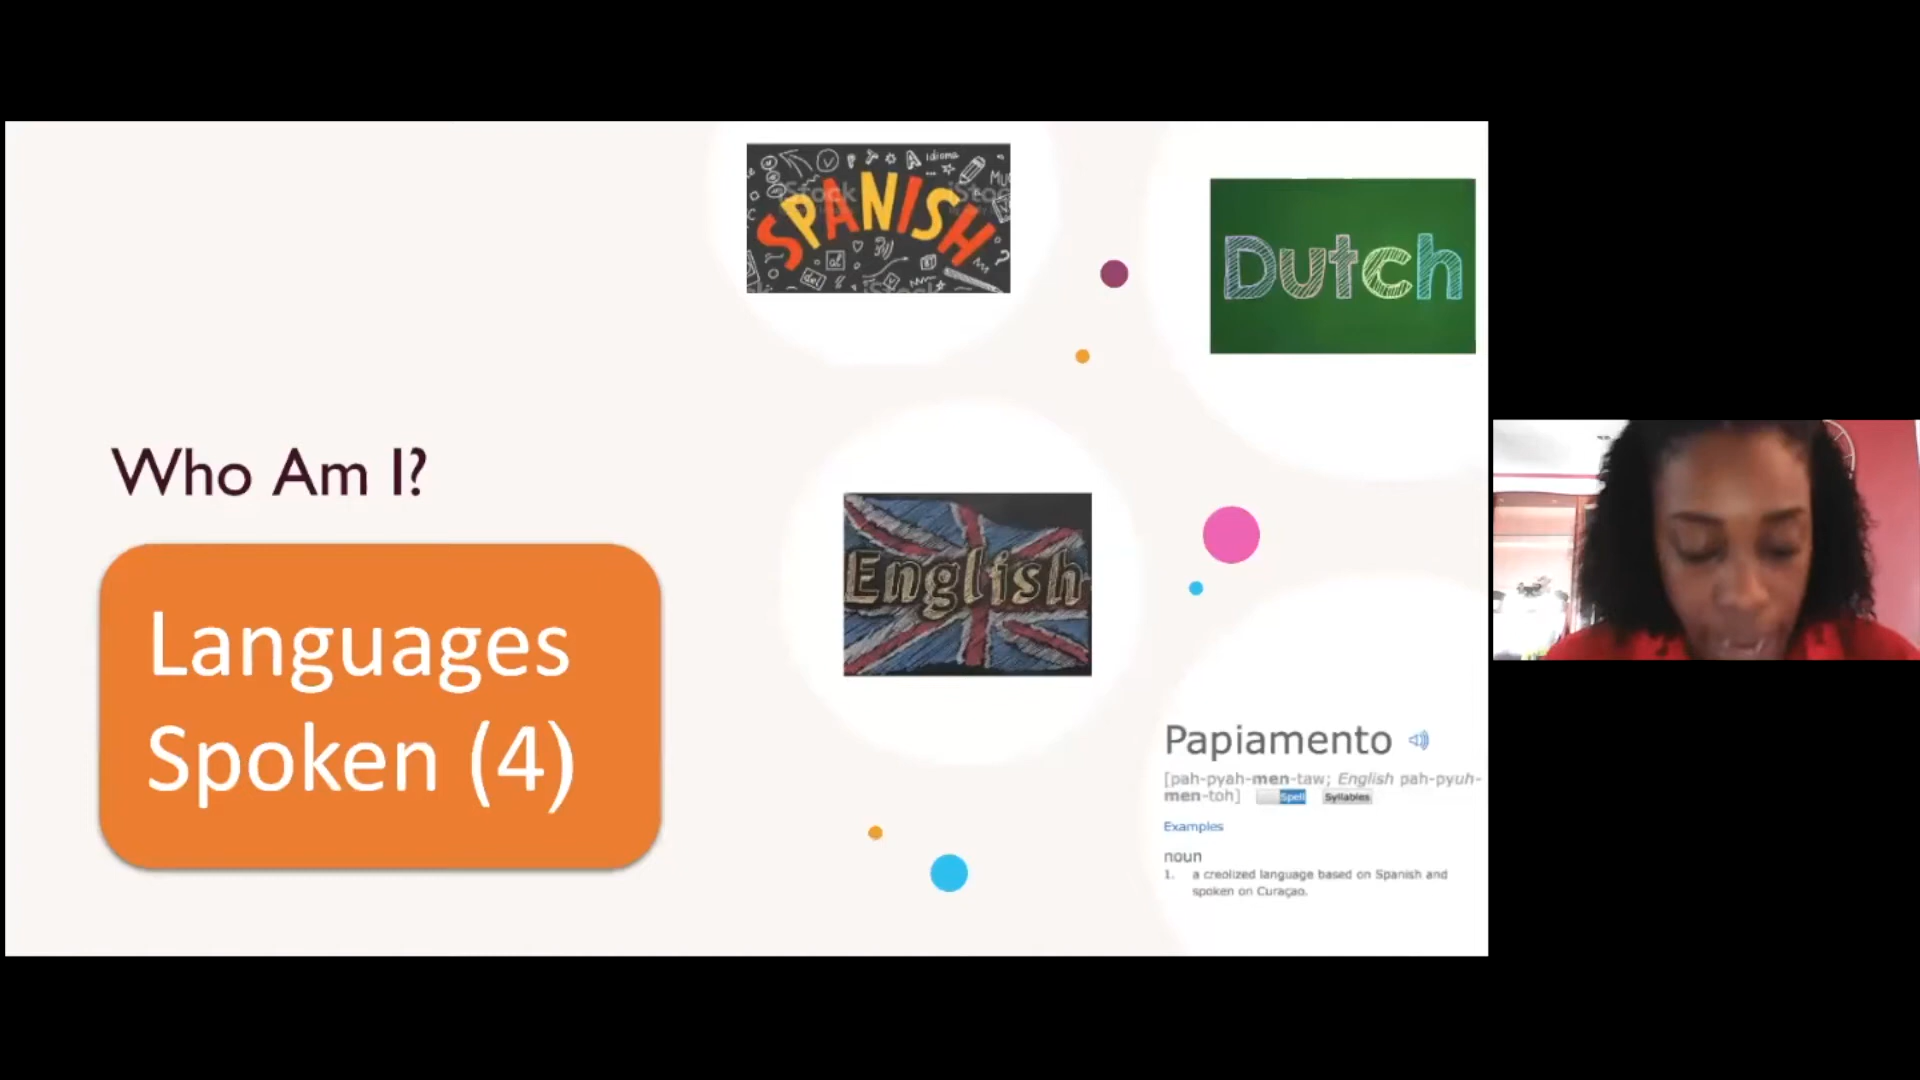 Who Am I?
Languages
Spoken (4)
SPANISH
idioma
Dutch
English
Papiamento
[pah-pyah-men-taw; English pah-pyuh-
men-toh] Spell Syllables
Examples
noun
1. a creolized language based on Spanish and
spoken on Curaçao.